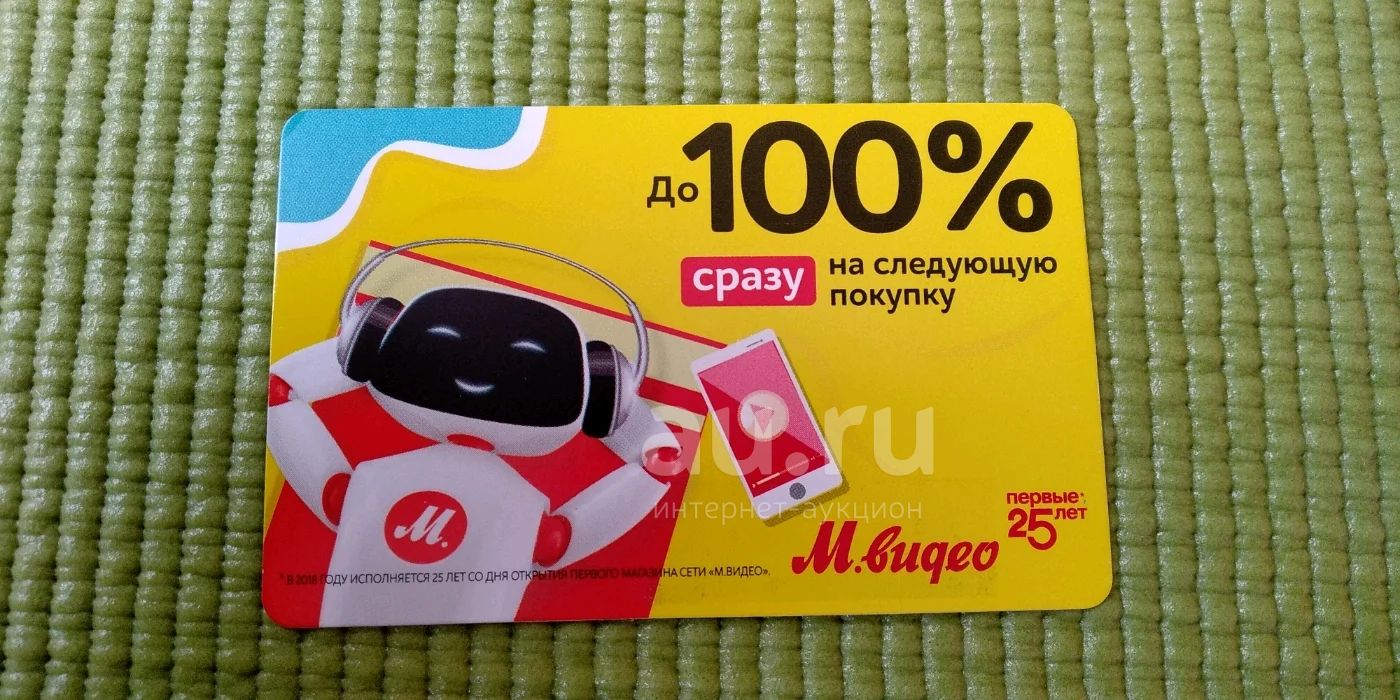 до 100%
сразу на следующую
покупку
au.ru
интернет-аукцион
первые*
25 лет
М.видео
М.
* В 2018 ГОДУ ИСПОЛНЯЕТСЯ 25 ЛЕТ СО ДНЯ ОТКРЫТИЯ ПЕРВОГО МАГАЗИНА СЕТИ «М.ВИДЕО».